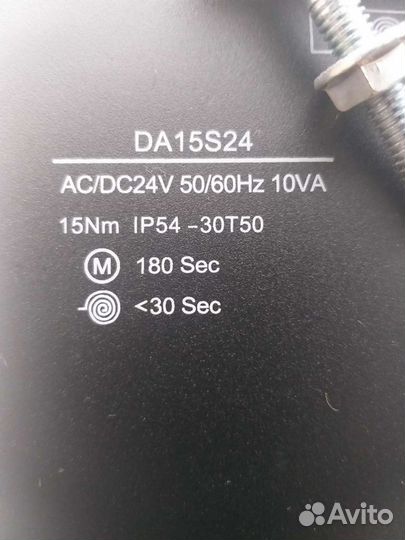 DA15S24
AC/DC24V 50/60Hz 10VA
15Nm IP54 -30T50
M 180 Sec
<30 Sec
Avito